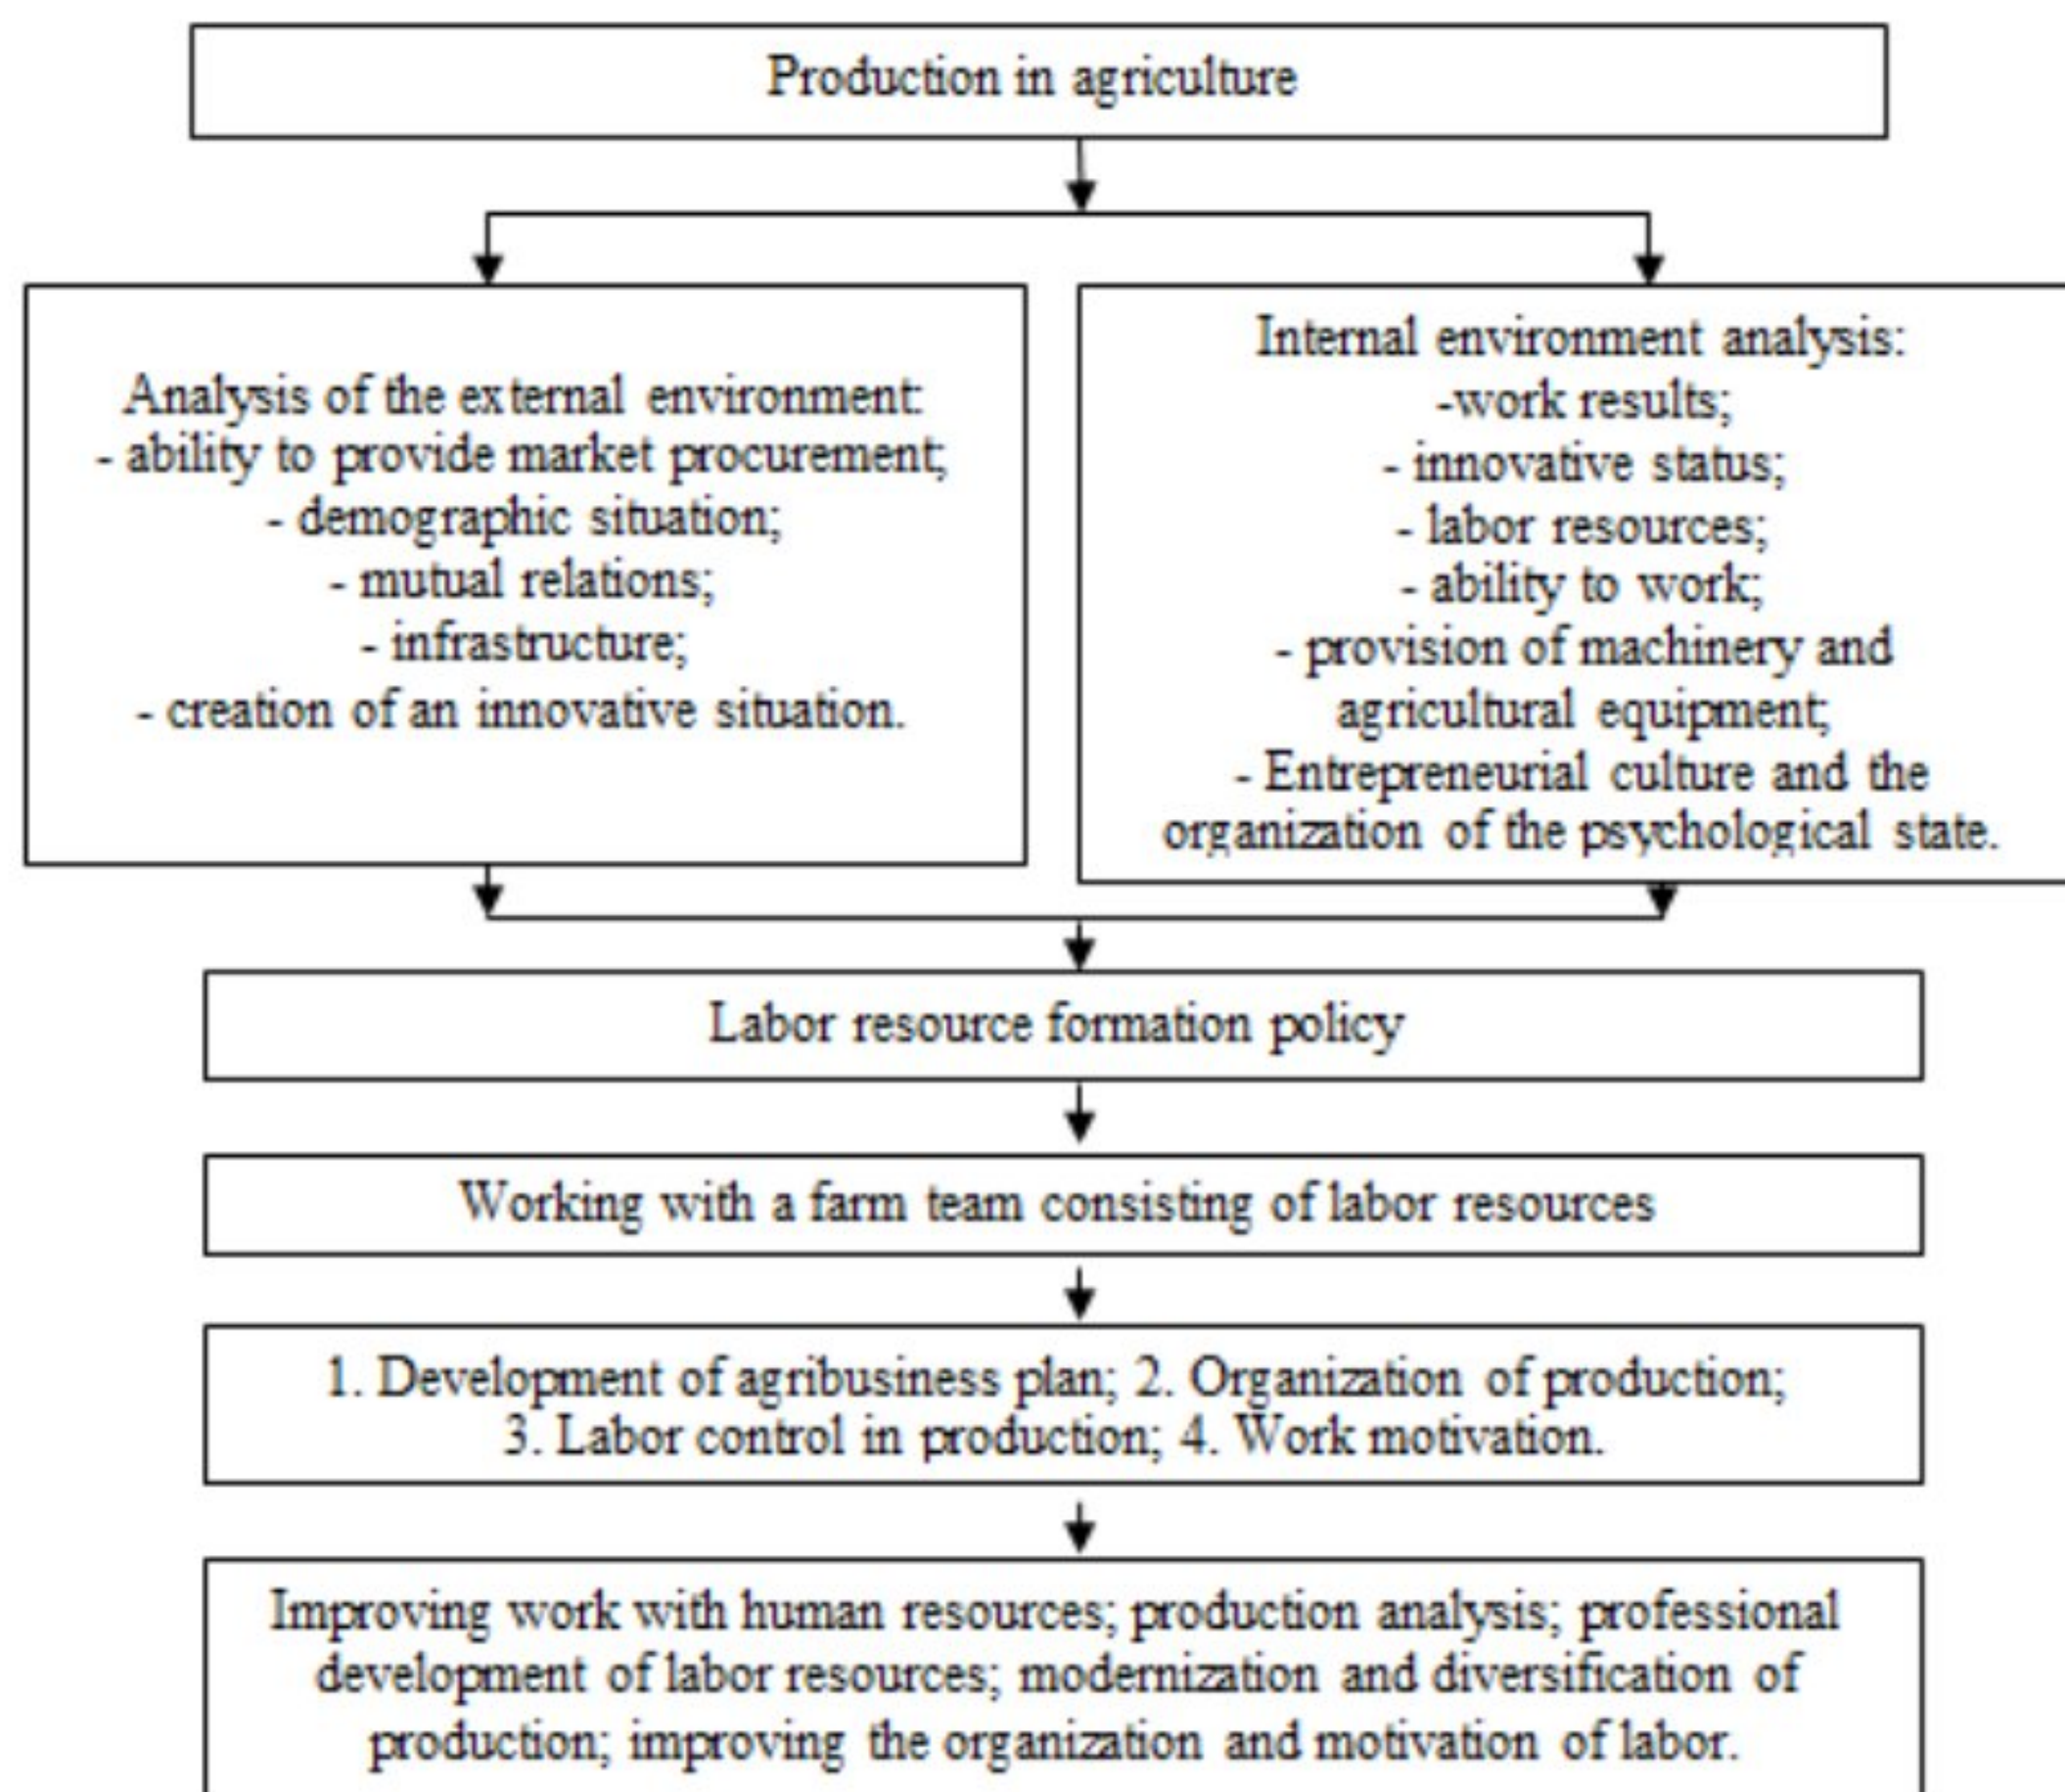 Production in agriculture
Analysis of the external environment:
- ability to provide market procurement;
- demographic situation;
- mutual relations;
- infrastructure;
- creation of an innovative situation.
Internal environment analysis:
-work results;
- innovative status;
- labor resources;
- ability to work;
- provision of machinery and
agricultural equipment;
- Entrepreneurial culture and the
organization of the psychological state.
Labor resource formation policy
Working with a farm team consisting of labor resources
1. Development of agribusiness plan; 2. Organization of production;
3. Labor control in production; 4. Work motivation.
Improving work with human resources; production analysis; professional
development of labor resources; modernization and diversification of
production; improving the organization and motivation of labor.